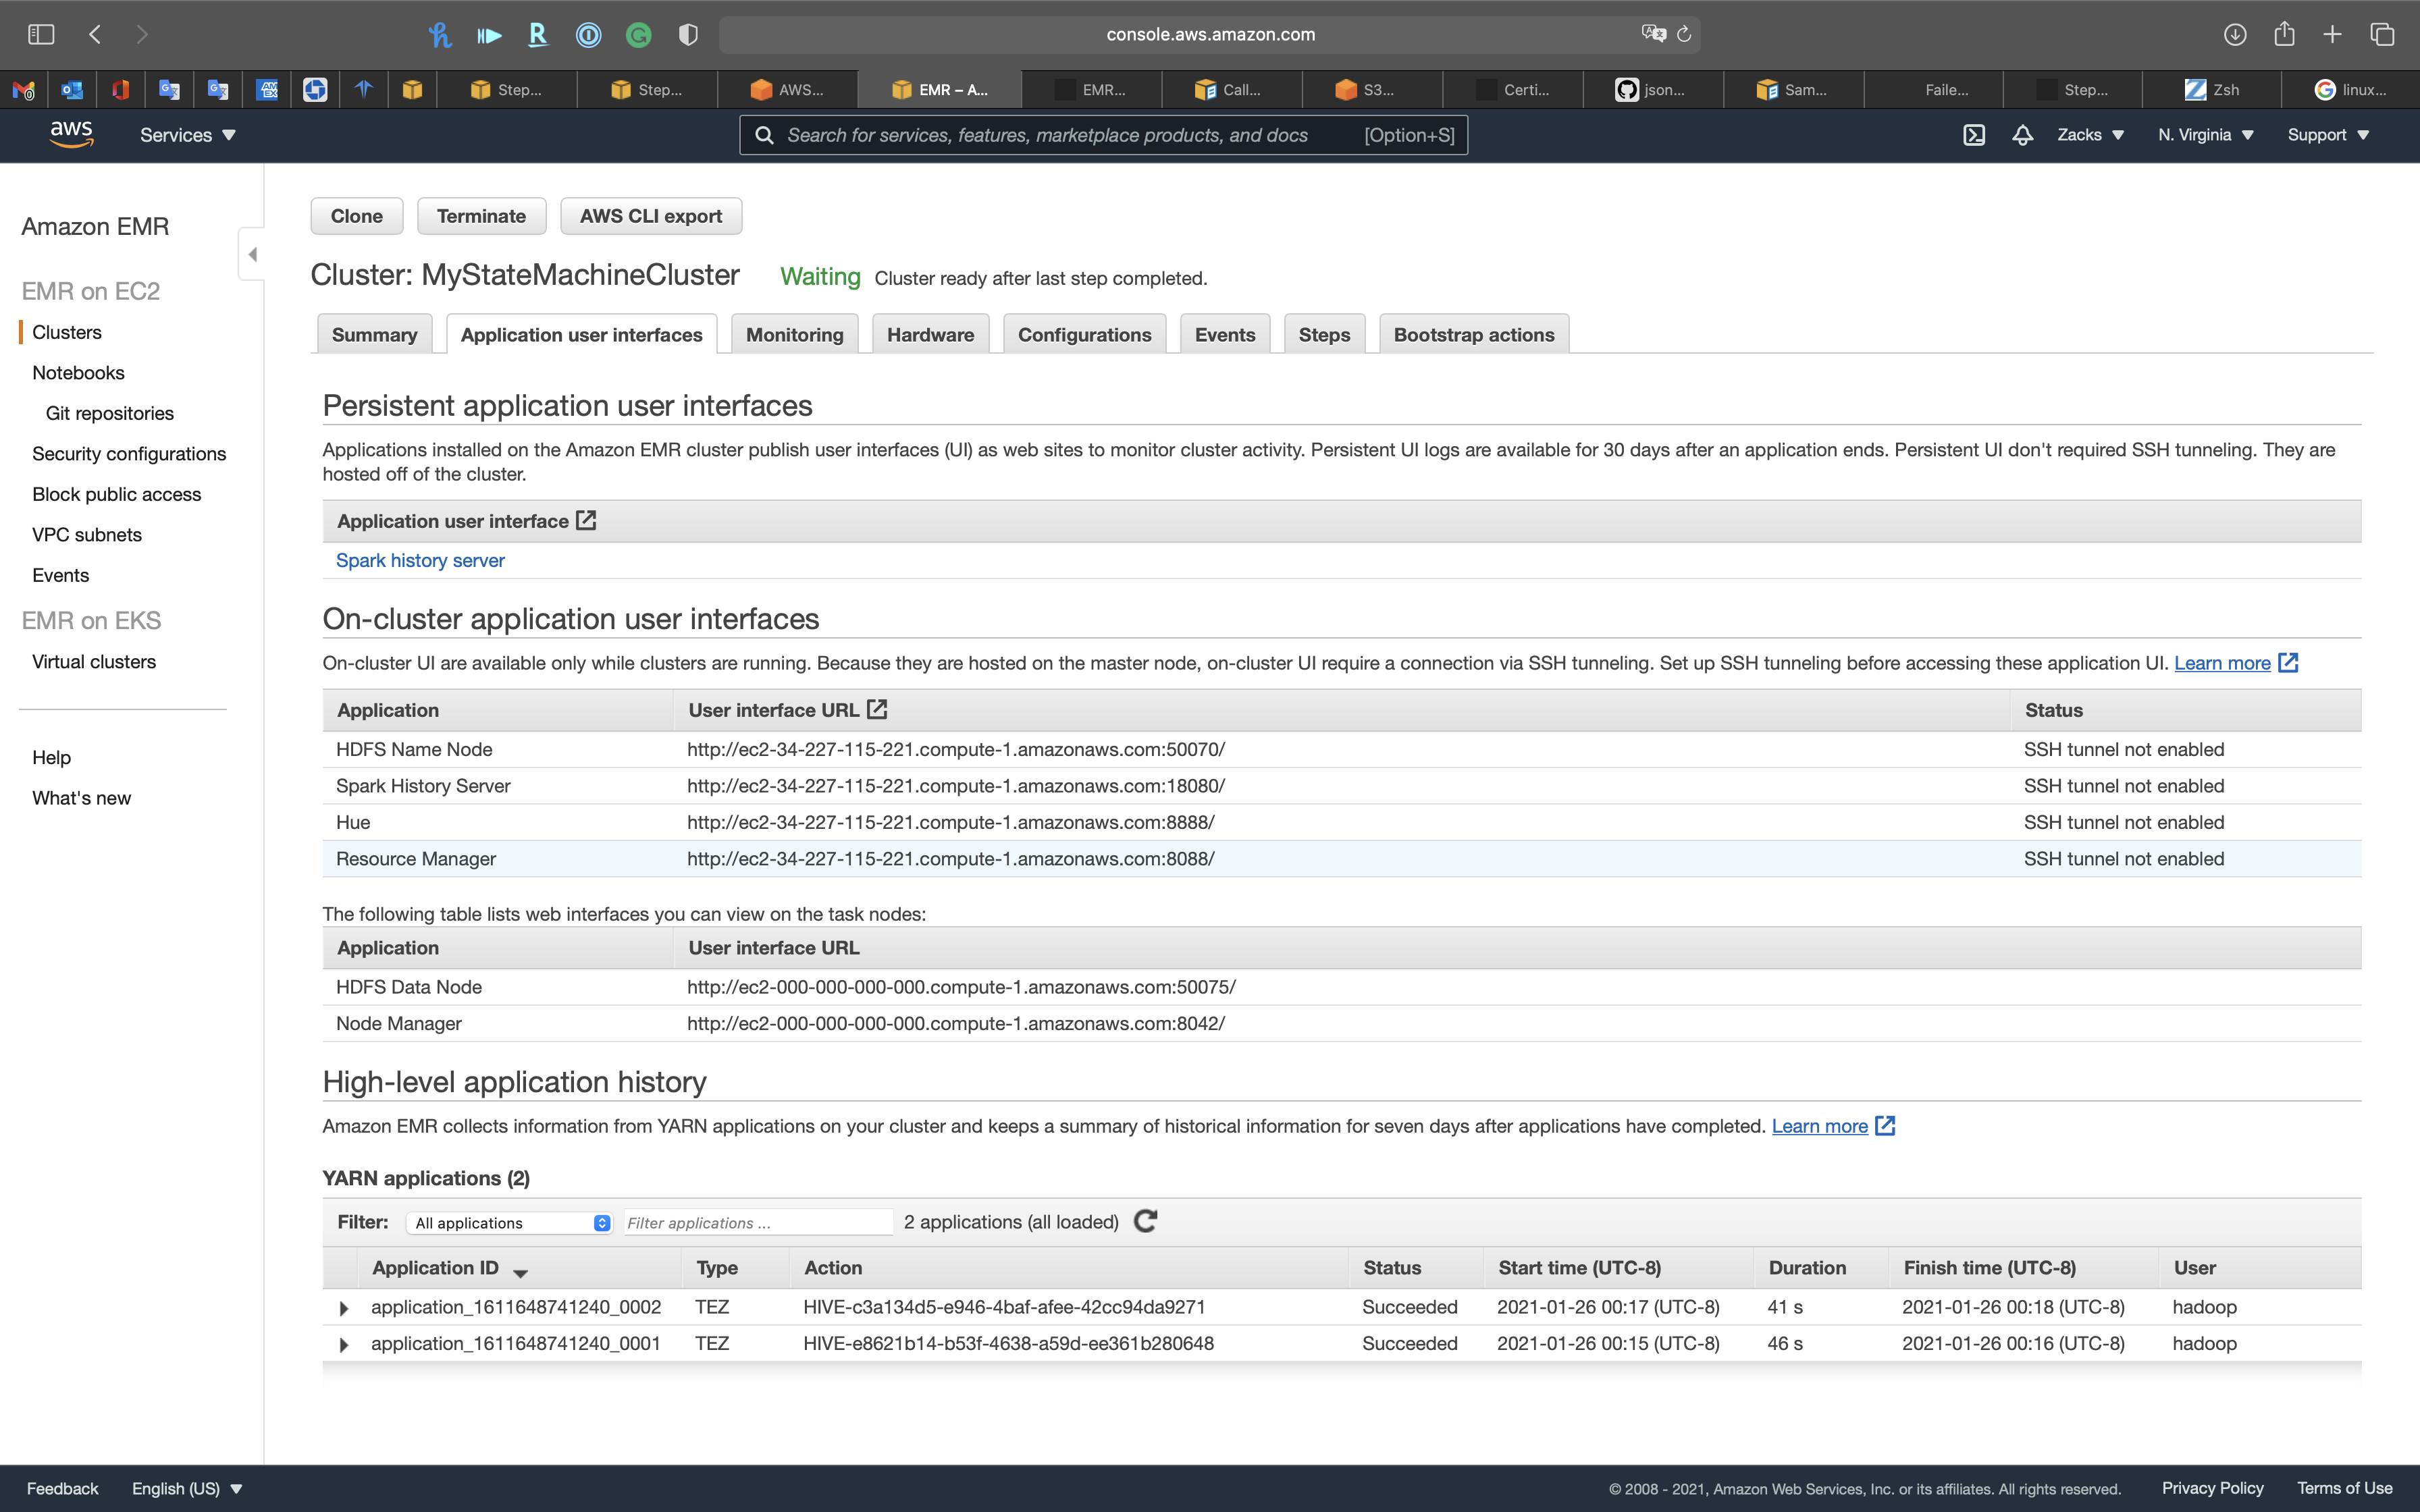 console.aws.amazon.com
Step...
Step...
AWS...
EMR – A...
EMR...
Call...
S3...
Certi...
json...
Sam...
Faile...
Step...
Zsh
linux...
aws
Services
Search for services, features, marketplace products, and docs [Option+S]
Zacks
N. Virginia
Support
Amazon EMR
EMR on EC2
Clusters
Notebooks
Git repositories
Security configurations
Block public access
VPC subnets
Events
EMR on EKS
Virtual clusters
Help
What's new
Clone
Terminate
AWS CLI export
Cluster: MyStateMachineCluster Waiting Cluster ready after last step completed.
Summary
Application user interfaces
Monitoring
Hardware
Configurations
Events
Steps
Bootstrap actions
Persistent application user interfaces
Applications installed on the Amazon EMR cluster publish user interfaces (UI) as web sites to monitor cluster activity. Persistent UI logs are available for 30 days after an application ends. Persistent UI don't required SSH tunneling. They are
hosted off of the cluster.
Application user interface
Spark history server
On-cluster application user interfaces
On-cluster UI are available only while clusters are running. Because they are hosted on the master node, on-cluster UI require a connection via SSH tunneling. Set up SSH tunneling before accessing these application UI. Learn more
Application User interface URL Status
HDFS Name Node http://ec2-34-227-115-221.compute-1.amazonaws.com:50070/ SSH tunnel not enabled
Spark History Server http://ec2-34-227-115-221.compute-1.amazonaws.com:18080/ SSH tunnel not enabled
Hue http://ec2-34-227-115-221.compute-1.amazonaws.com:8888/ SSH tunnel not enabled
Resource Manager http://ec2-34-227-115-221.compute-1.amazonaws.com:8088/ SSH tunnel not enabled
The following table lists web interfaces you can view on the task nodes:
Application User interface URL
HDFS Data Node http://ec2-000-000-000-000.compute-1.amazonaws.com:50075/
Node Manager http://ec2-000-000-000-000.compute-1.amazonaws.com:8042/
High-level application history
Amazon EMR collects information from YARN applications on your cluster and keeps a summary of historical information for seven days after applications have completed. Learn more
YARN applications (2)
Filter: All applications Filter applications ... 2 applications (all loaded)
Application ID Type Action Status Start time (UTC-8) Duration Finish time (UTC-8) User
application_1611648741240_0002 TEZ HIVE-c3a134d5-e946-4baf-afee-42cc94da9271 Succeeded 2021-01-26 00:17 (UTC-8) 41 s 2021-01-26 00:18 (UTC-8) hadoop
application_1611648741240_0001 TEZ HIVE-e8621b14-b53f-4638-a59d-ee361b280648 Succeeded 2021-01-26 00:15 (UTC-8) 46 s 2021-01-26 00:16 (UTC-8) hadoop
Feedback
English (US)
© 2008 - 2021, Amazon Web Services, Inc. or its affiliates. All rights reserved.
Privacy Policy
Terms of Use